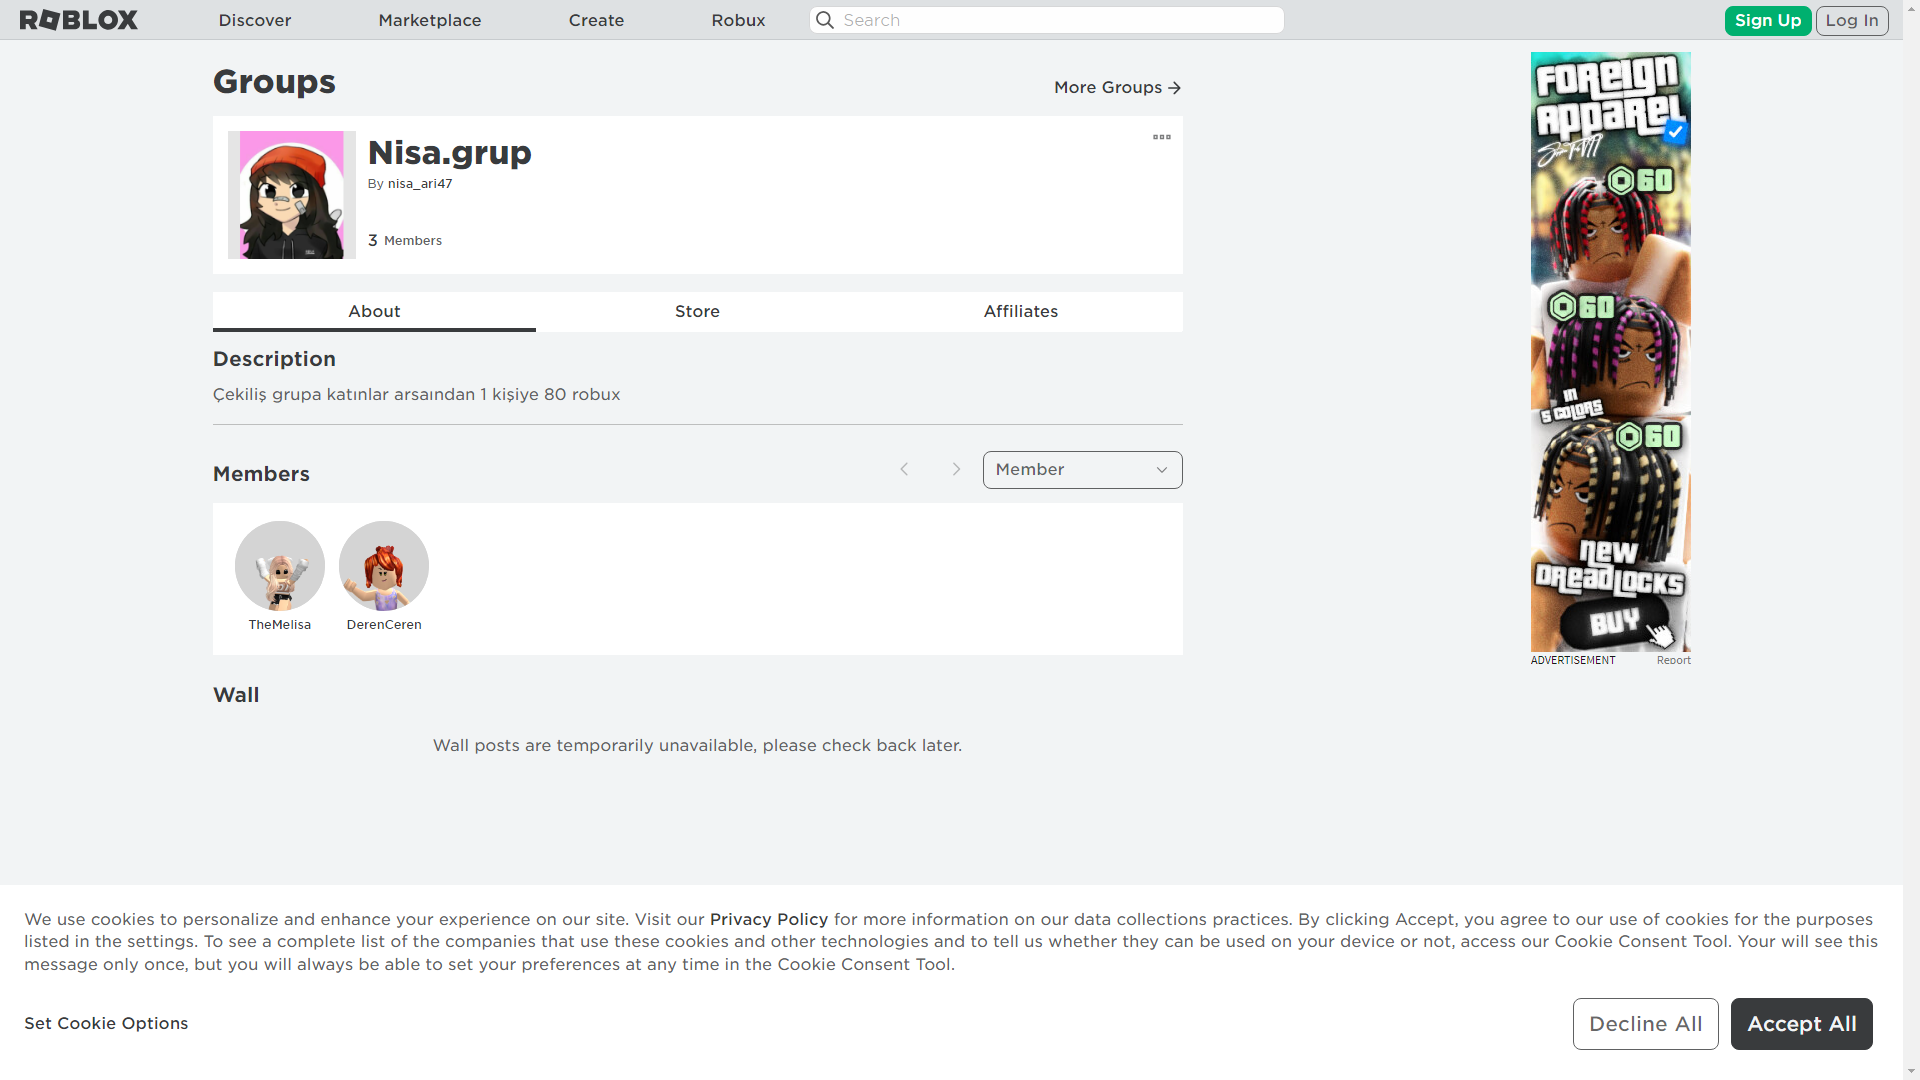 ROBLOX
Discover
Marketplace
Create
Robux
Search
Sign Up
Log In
Groups
More Groups
Nisa.grup
By nisa_ari47
3 Members
About
Store
Affiliates
Description
Çekiliş grupa katınlar arsaından 1 kişiye 80 robux
Members
Member
TheMelisa
DerenCeren
Wall
Wall posts are temporarily unavailable, please check back later.
FOREIGN
APPAREL
60
60
IN
5 COLORS
60
NEW
DREADLOCKS
BUY
ADVERTISEMENT
Report
We use cookies to personalize and enhance your experience on our site. Visit our Privacy Policy for more information on our data collections practices. By clicking Accept, you agree to our use of cookies for the purposes
listed in the settings. To see a complete list of the companies that use these cookies and other technologies and to tell us whether they can be used on your device or not, access our Cookie Consent Tool. Your will see this
message only once, but you will always be able to set your preferences at any time in the Cookie Consent Tool.
Set Cookie Options
Decline All
Accept All